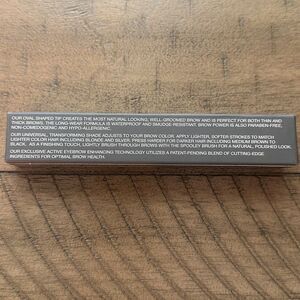 OUR OVAL SHAPED TIP CREATES THE MOST NATURAL LOOKING, WELL-GROOMED BROW AND IS PERFECT FOR BOTH THIN AND
THICK BROWS. THE LONG-WEAR FORMULA IS WATERPROOF AND SMUDGE-RESISTANT. BROW POWER IS ALSO PARABEN-FREE,
NON-COMEDOGENIC AND HYPO-ALLERGENIC.
OUR UNIVERSAL, TRANSFORMING SHADE ADJUSTS TO YOUR BROW COLOR. APPLY LIGHTER, SOFTER STROKES TO MATCH
LIGHTER COLOR HAIR INCLUDING BLONDE AND SILVER. PRESS HARDER FOR DARKER HAIR INCLUDING MEDIUM BROWN TO
BLACK. AS A FINISHING TOUCH, LIGHTLY BRUSH THROUGH BROWS WITH THE SPOOLEY BRUSH FOR A NATURAL, POLISHED LOOK.
OUR EXCLUSIVE ACTIVE EYEBROW ENHANCING TECHNOLOGY UTILIZES A PATENT-PENDING BLEND OF CUTTING-EDGE
INGREDIENTS FOR OPTIMAL BROW HEALTH.